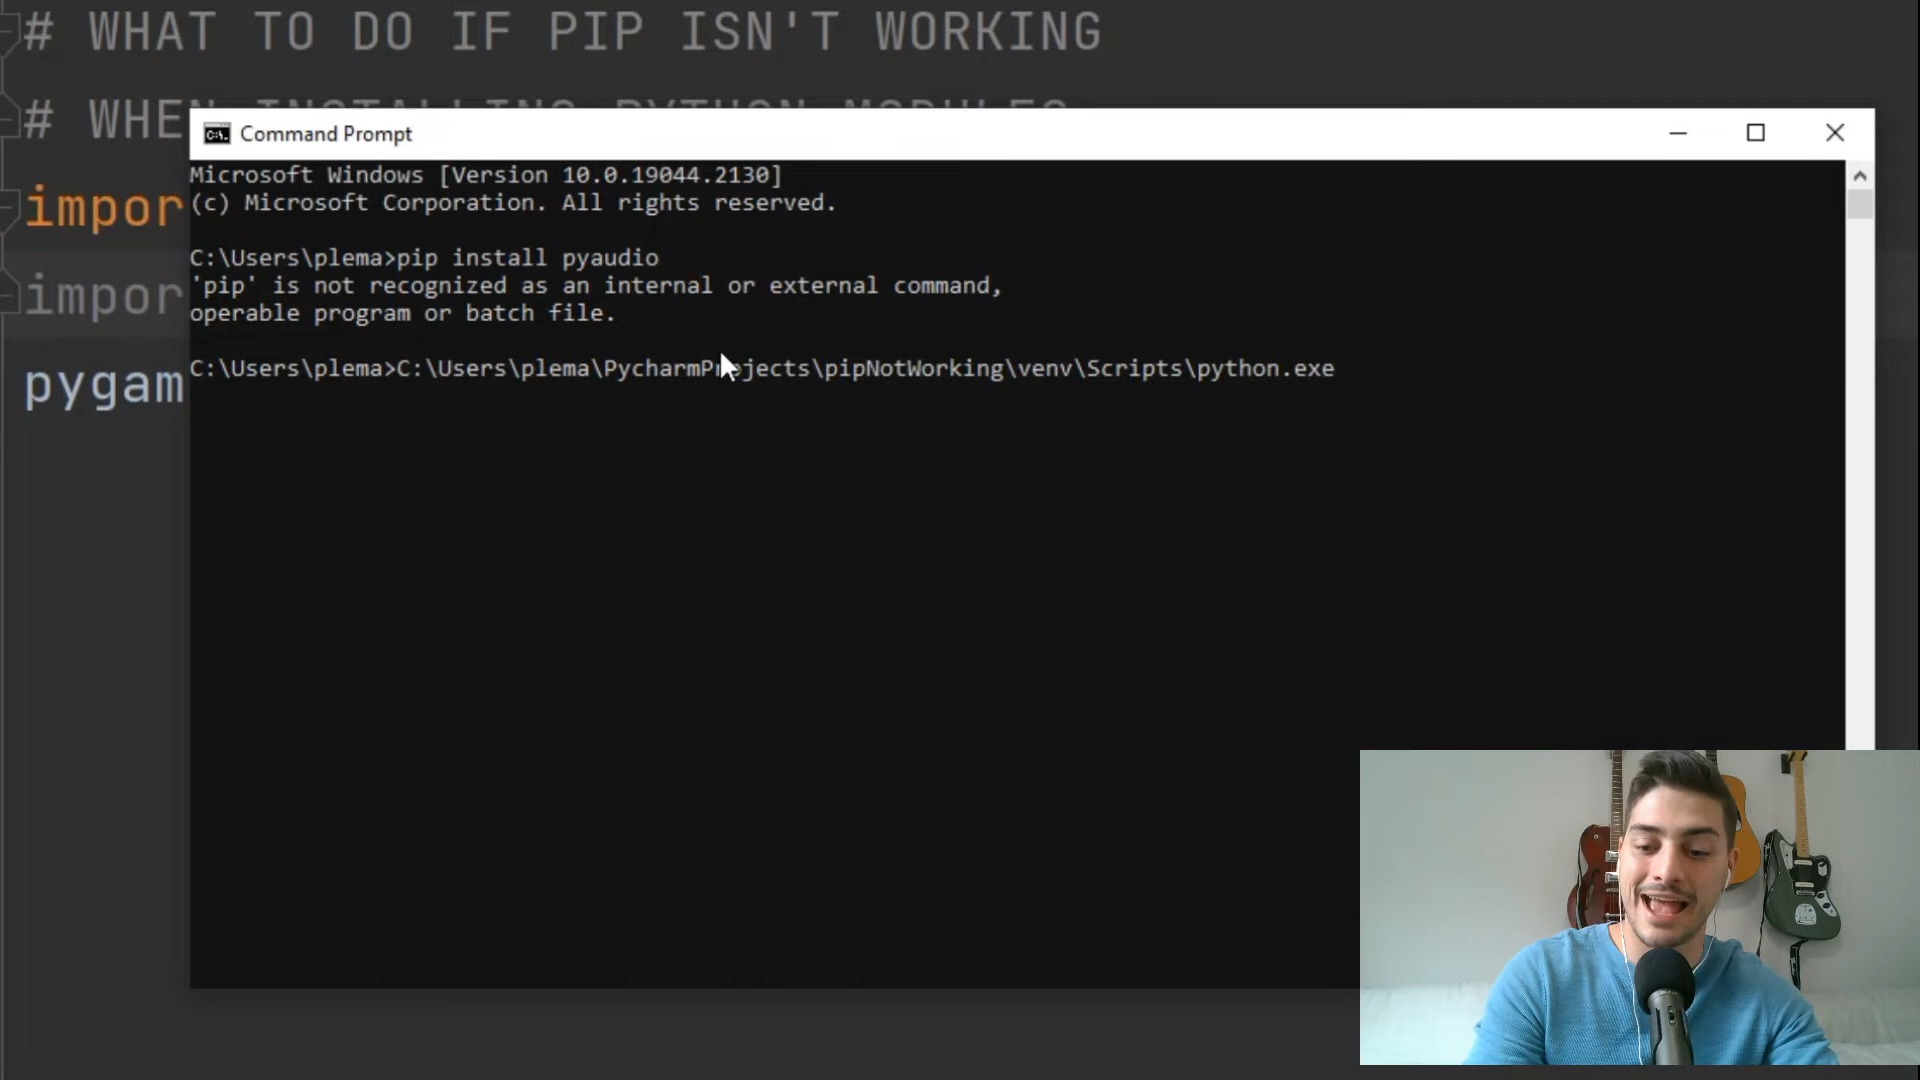 # WHAT TO DO IF PIP ISN'T WORKING
# WHEN INSTALLING PYTHON MODULES
Command Prompt
Microsoft Windows [Version 10.0.19044.2130]
impor
(c) Microsoft Corporation. All rights reserved.
C:\Users\plema>pip install pyaudio
'pip' is not recognized as an internal or external command,
impor
operable program or batch file.
C:\Users\plema>C:\Users\plema\PycharmProjects\pipNotWorking\venv\Scripts\python.exe
pygam